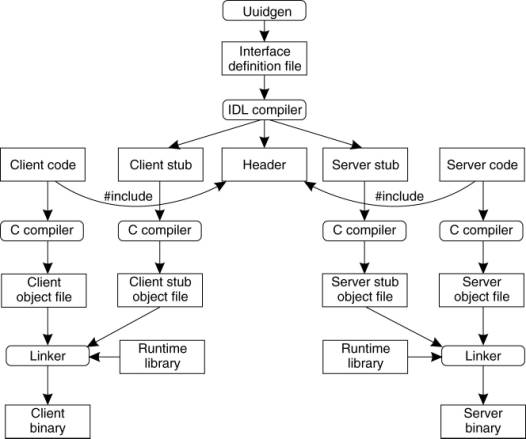 Uuidgen
Interface
definition file
IDL compiler
Client code
Client stub
Header
Server stub
Server code
#include
#include
C compiler
C compiler
C compiler
C compiler
Client
object file
Client stub
object file
Server stub
object file
Server
object file
Linker
Runtime
library
Runtime
library
Linker
Client
binary
Server
binary